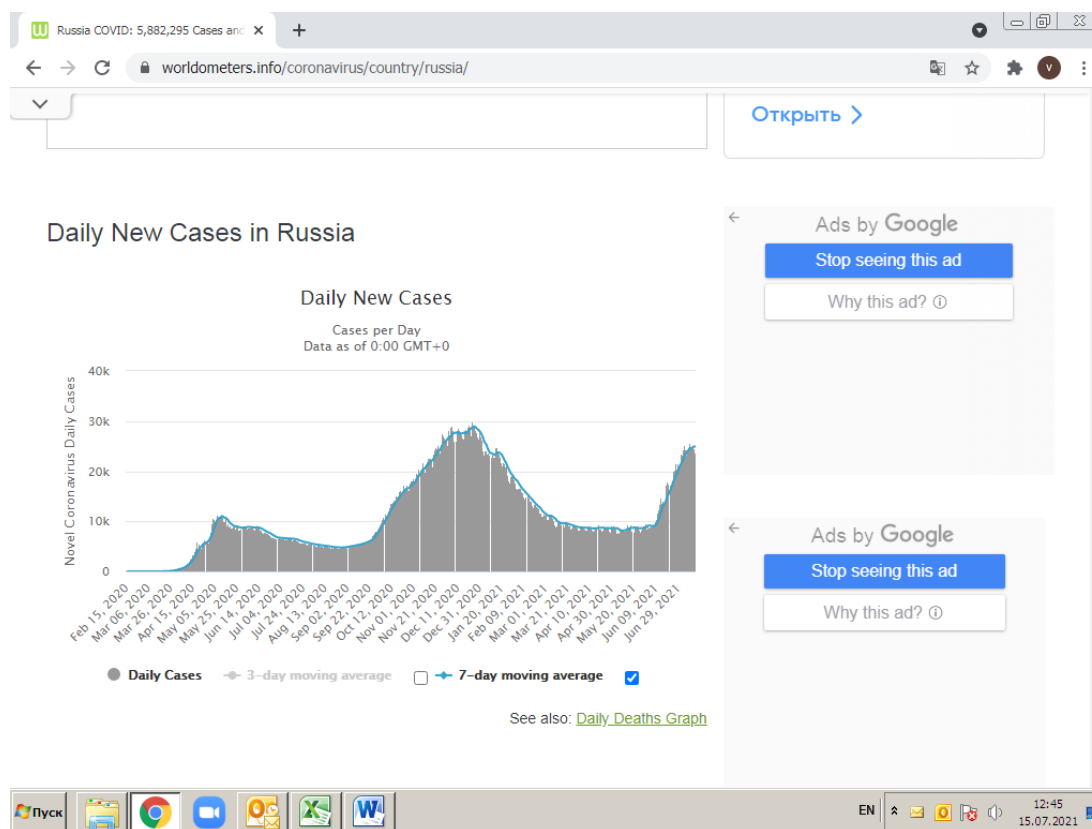 Russia COVID: 5,882,295 Cases and
worldometers.info/coronavirus/country/russia/
V
Открыть
Daily New Cases in Russia
Daily New Cases
Cases per Day
Data as of 0:00 GMT+0
Novel Coronavirus Daily Cases
40k
30k
20k
10k
0
Feb 15, 2020
Mar 06, 2020
Mar 26, 2020
Apr 15, 2020
May 05, 2020
May 25, 2020
Jun 14, 2020
Jul 04, 2020
Jul 24, 2020
Aug 13, 2020
Sep 02, 2020
Sep 22, 2020
Oct 12, 2020
Nov 01, 2020
Nov 21, 2020
Dec 11, 2020
Dec 31, 2020
Jan 20, 2021
Feb 09, 2021
Mar 01, 2021
Mar 21, 2021
Apr 10, 2021
Apr 30, 2021
May 20, 2021
Jun 09, 2021
Jun 29, 2021
Daily Cases 3-day moving average 7-day moving average
See also: Daily Deaths Graph
Ads by Google
Stop seeing this ad
Why this ad?
Ads by Google
Stop seeing this ad
Why this ad?
Пуск
EN
12:45
15.07.2021